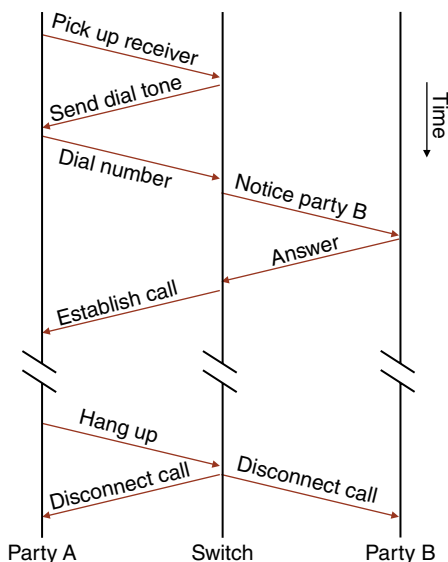 Pick up receiver
Send dial tone
Time
Dial number
Notice party B
Answer
Establish call
Hang up
Disconnect call
Disconnect call
Party A
Switch
Party B